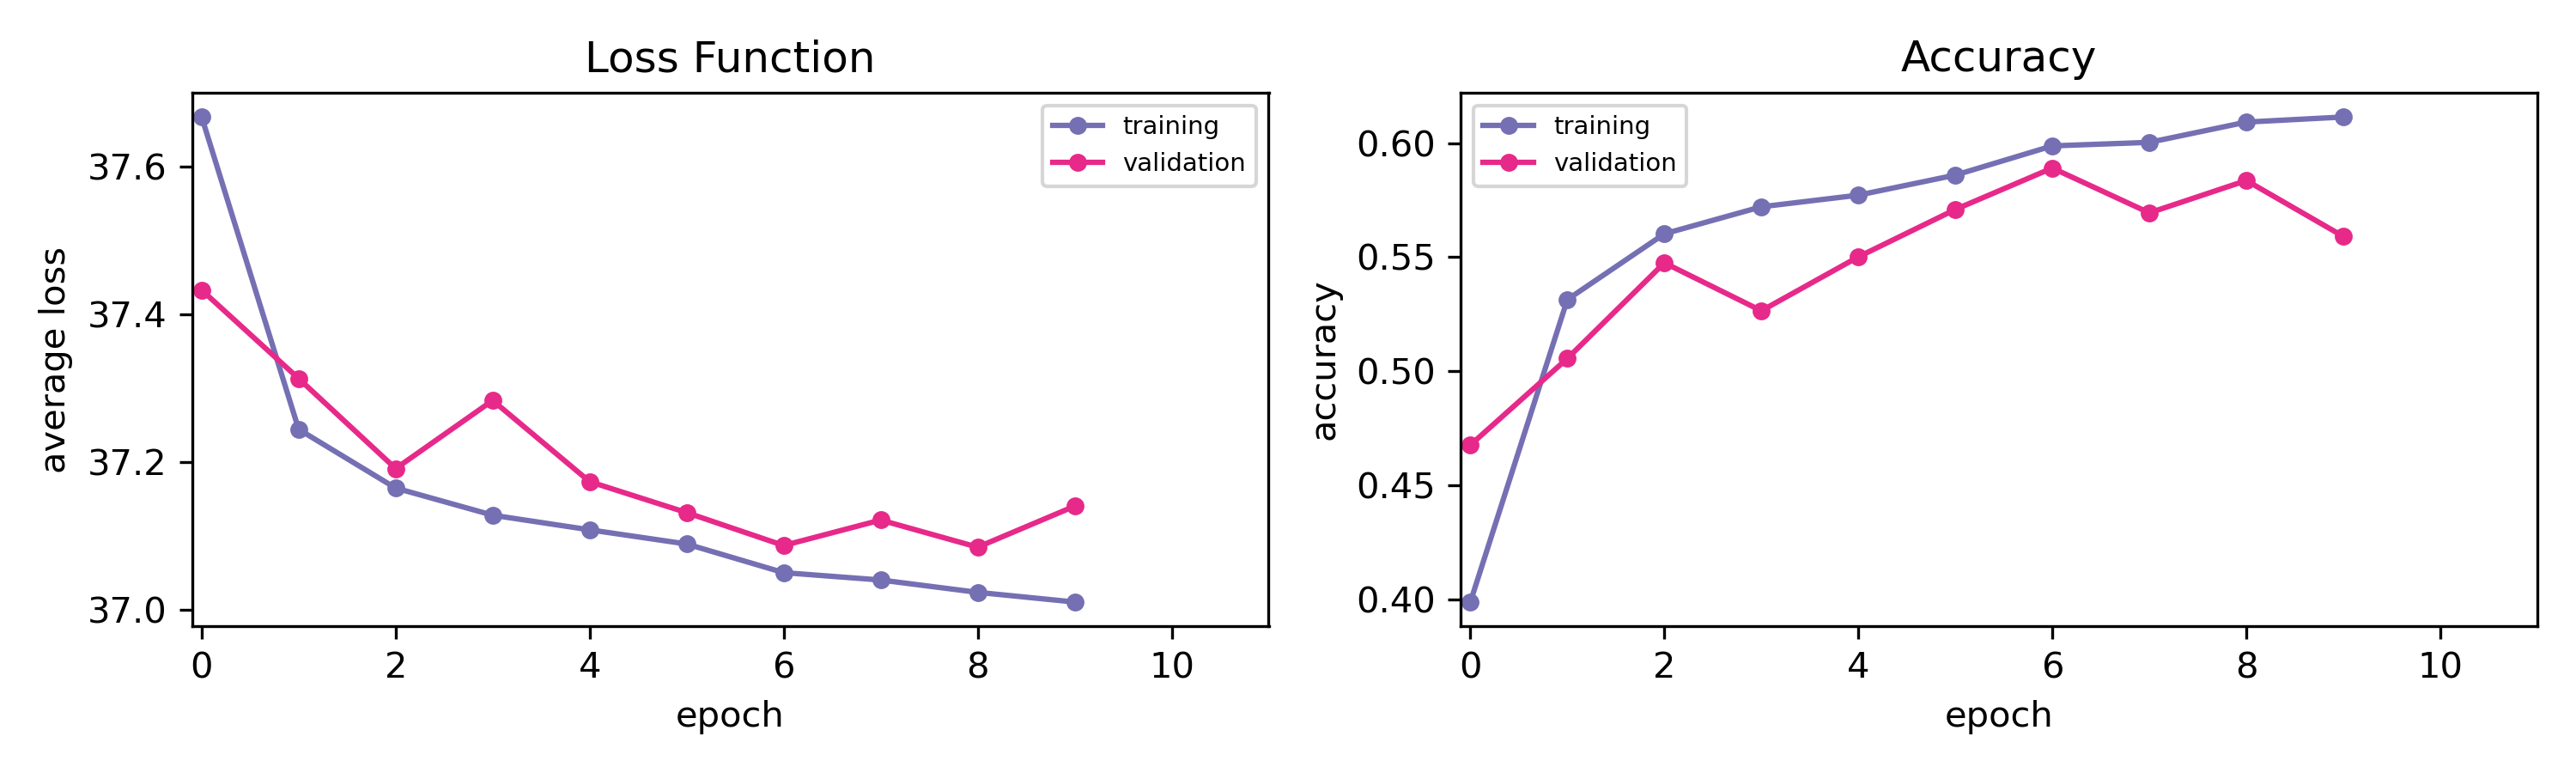 Loss Function
training
validation
average loss
37.6
37.4
37.2
37.0
0
2
4
6
8
10
epoch
Accuracy
training
validation
accuracy
0.60
0.55
0.50
0.45
0.40
0
2
4
6
8
10
epoch